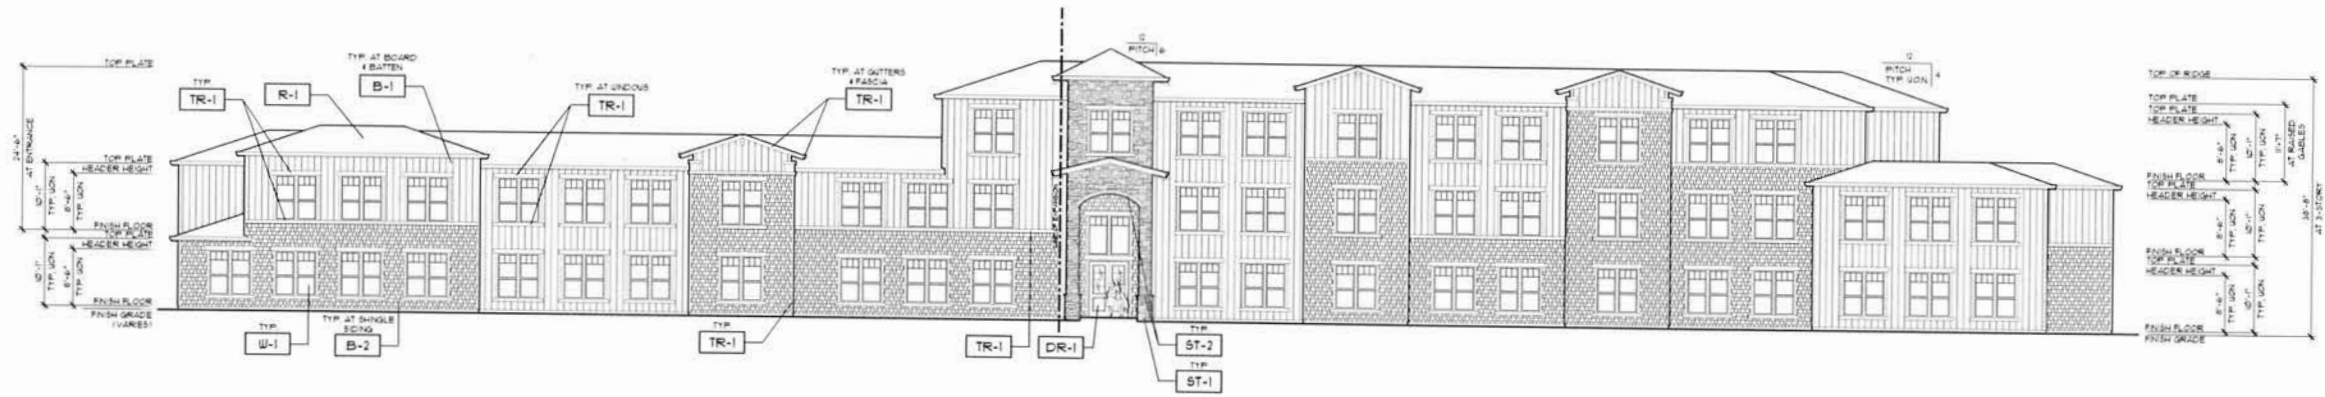 TOP PLATE
24'-6"
AT ENTRANCE
TOP PLATE
HEADER HEIGHT
10'-1"
TYP. UON
8'-6"
TYP. UON
FINISH FLOOR
TOP PLATE
HEADER HEIGHT
10'-1"
TYP. UON
8'-6"
TYP. UON
FINISH FLOOR
FINISH GRADE
(VARIES)
TYP.
TR-1
R-1
TYP. AT BOARD
& BATTEN
B-1
TYP. AT WINDOWS
TR-1
TYP. AT GUTTERS
& FASCIA
TR-1
12
PITCH 6
12
PITCH 4
TYP. U.O.N.
TYP.
W-1
TYP. AT SHINGLE
SIDING
B-2
TYP.
TR-1
TR-1
DR-1
TYP.
ST-2
TYP.
ST-1
TOP OF RIDGE
TOP PLATE
TOP PLATE
HEADER HEIGHT
8'-6"
TYP. UON
10'-1"
TYP. UON
AT RAISED
GABLES
FINISH FLOOR
TOP PLATE
HEADER HEIGHT
8'-6"
TYP. UON
10'-1"
TYP. UON
38'-8"
AT 3-STORY
FINISH FLOOR
TOP PLATE
HEADER HEIGHT
8'-6"
TYP. UON
10'-1"
TYP. UON
FINISH FLOOR
FINISH GRADE